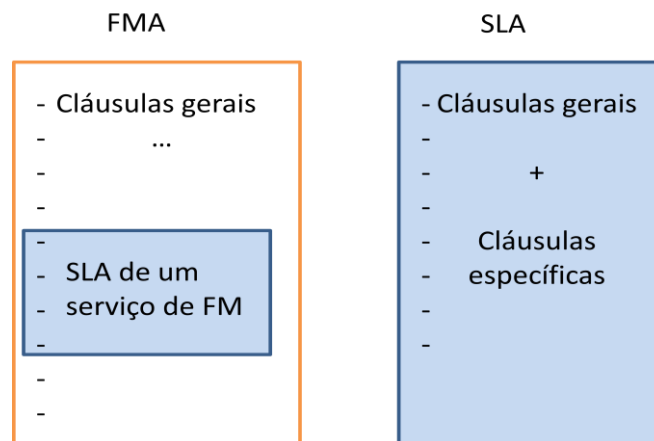 FMA
- Cláusulas gerais
- ...
-
-
-
- SLA de um
- serviço de FM
-
-
-
SLA
- Cláusulas gerais
-
- +
-
- Cláusulas
- específicas
-
-